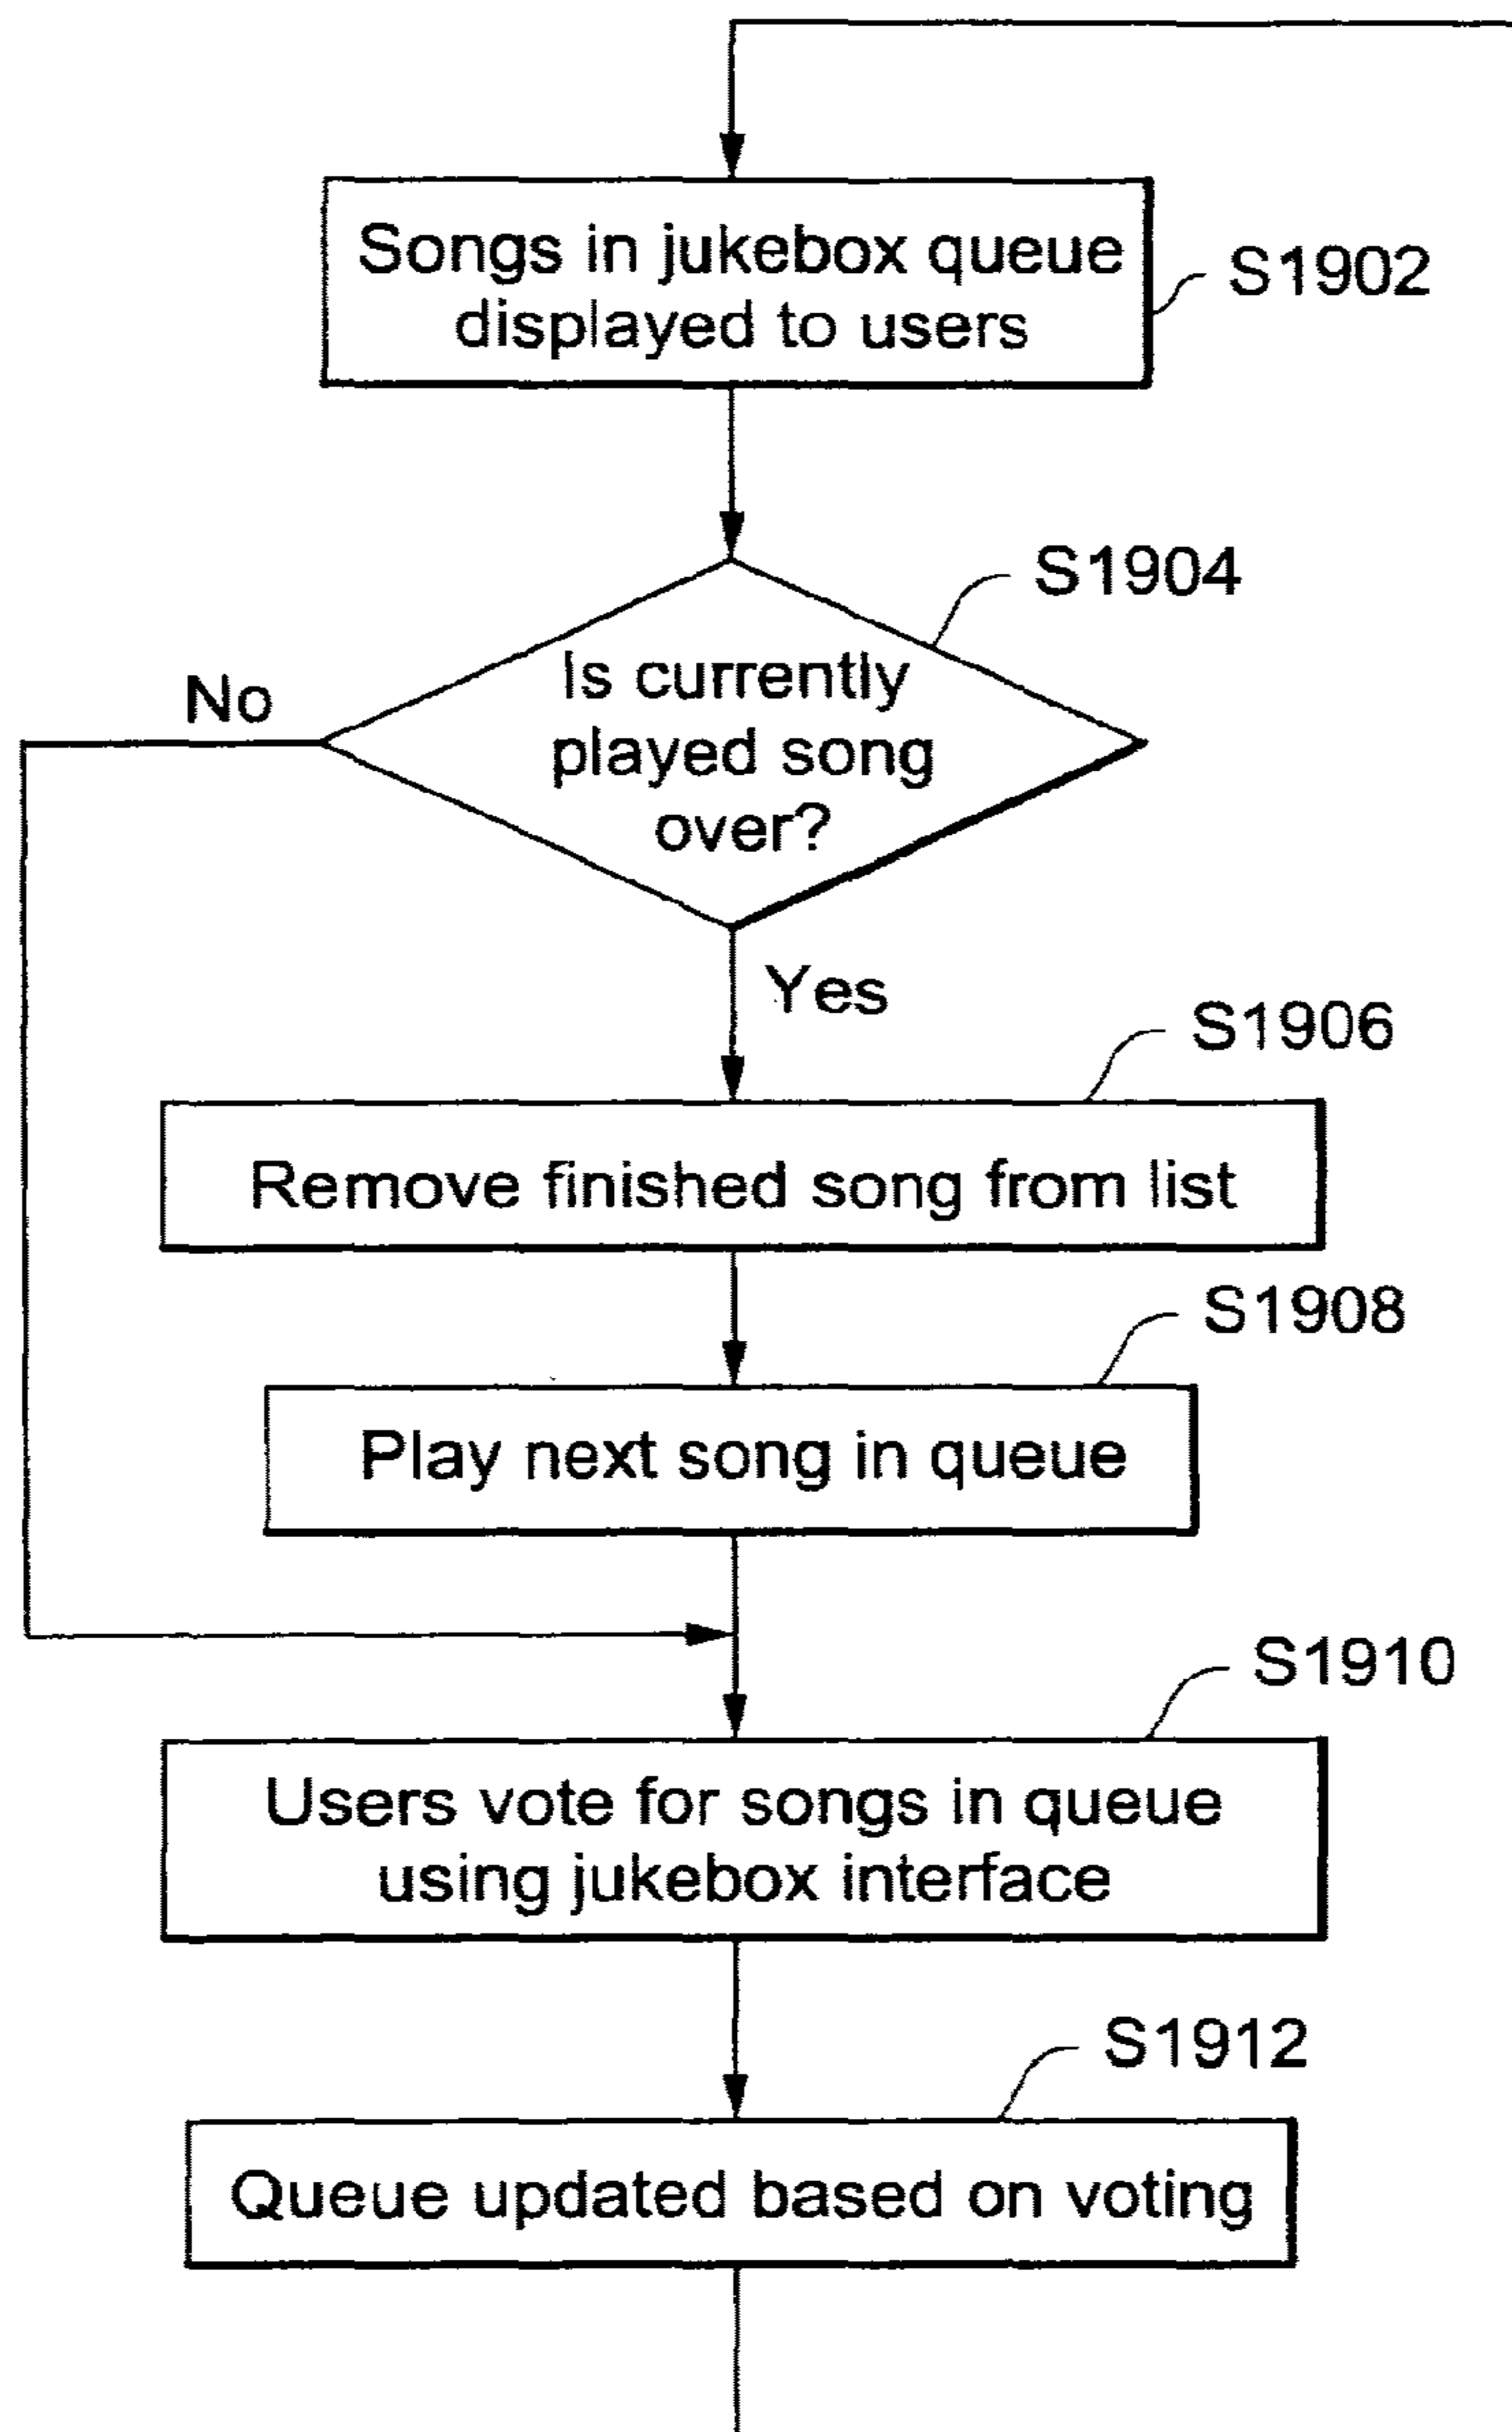 Songs in jukebox queue
displayed to users
S1902
S1904
Is currently
played song
over?
No
Yes
S1906
Remove finished song from list
S1908
Play next song in queue
S1910
Users vote for songs in queue
using jukebox interface
S1912
Queue updated based on voting